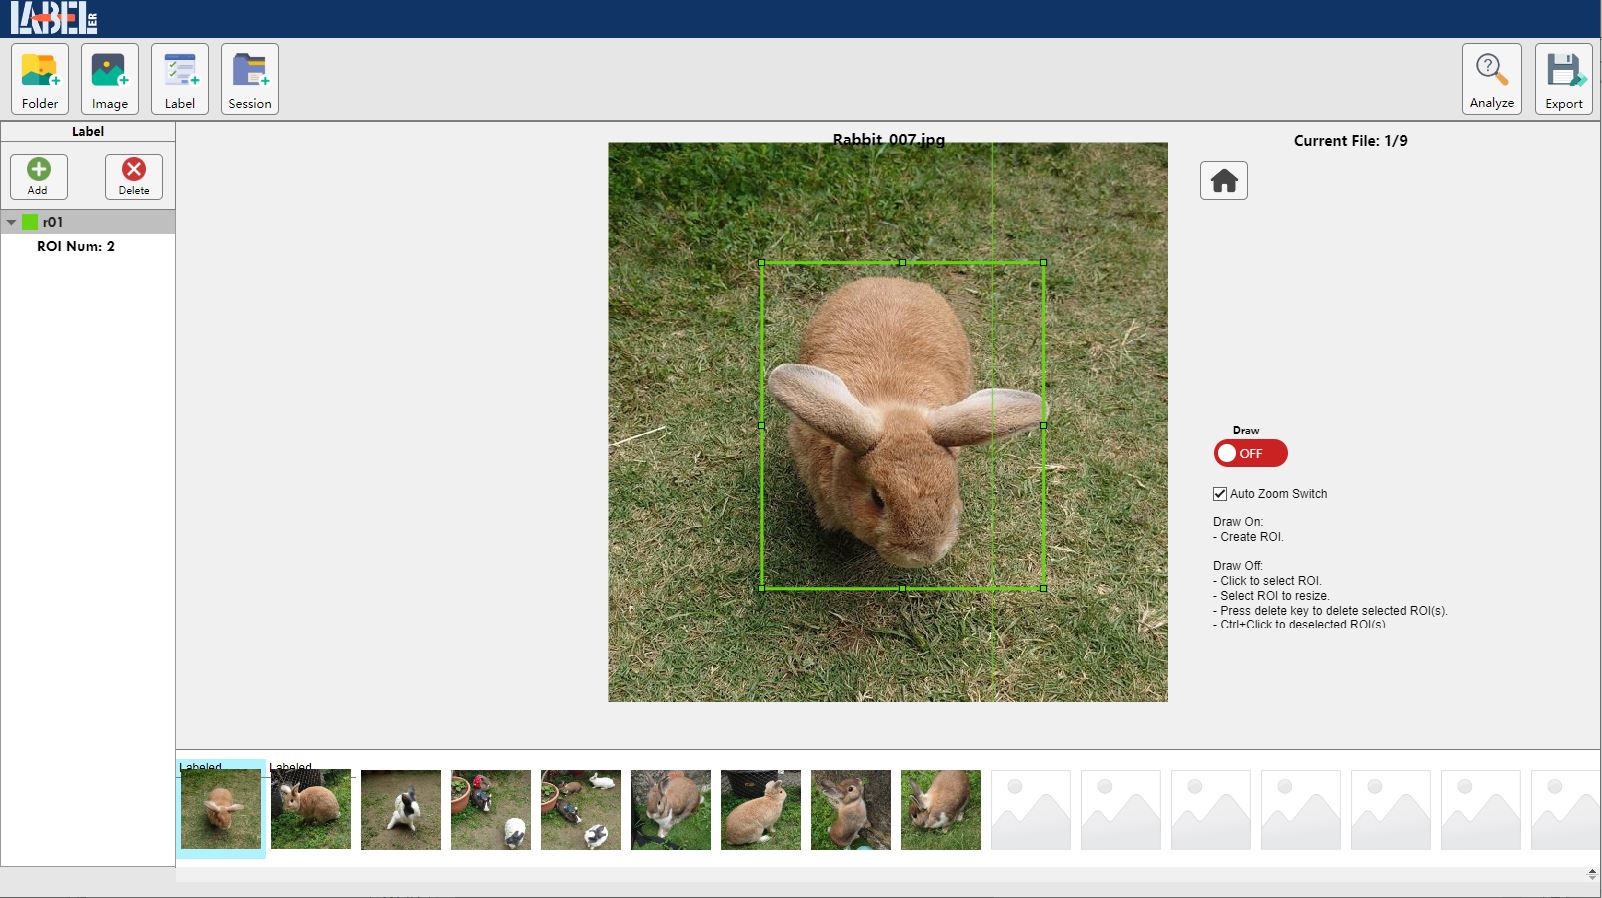 LABELER
Folder
Image
Label
Session
Analyze
Export
Label
Add
Delete
r01
ROI Num: 2
Rabbit_007.jpg
Current File: 1/9
Draw
OFF
Auto Zoom Switch
Draw On:
- Create ROI.
Draw Off:
- Click to select ROI.
- Select ROI to resize.
- Press delete key to delete selected ROI(s).
- Ctrl+Click to deselected ROI(s)
Labeled
Labeled